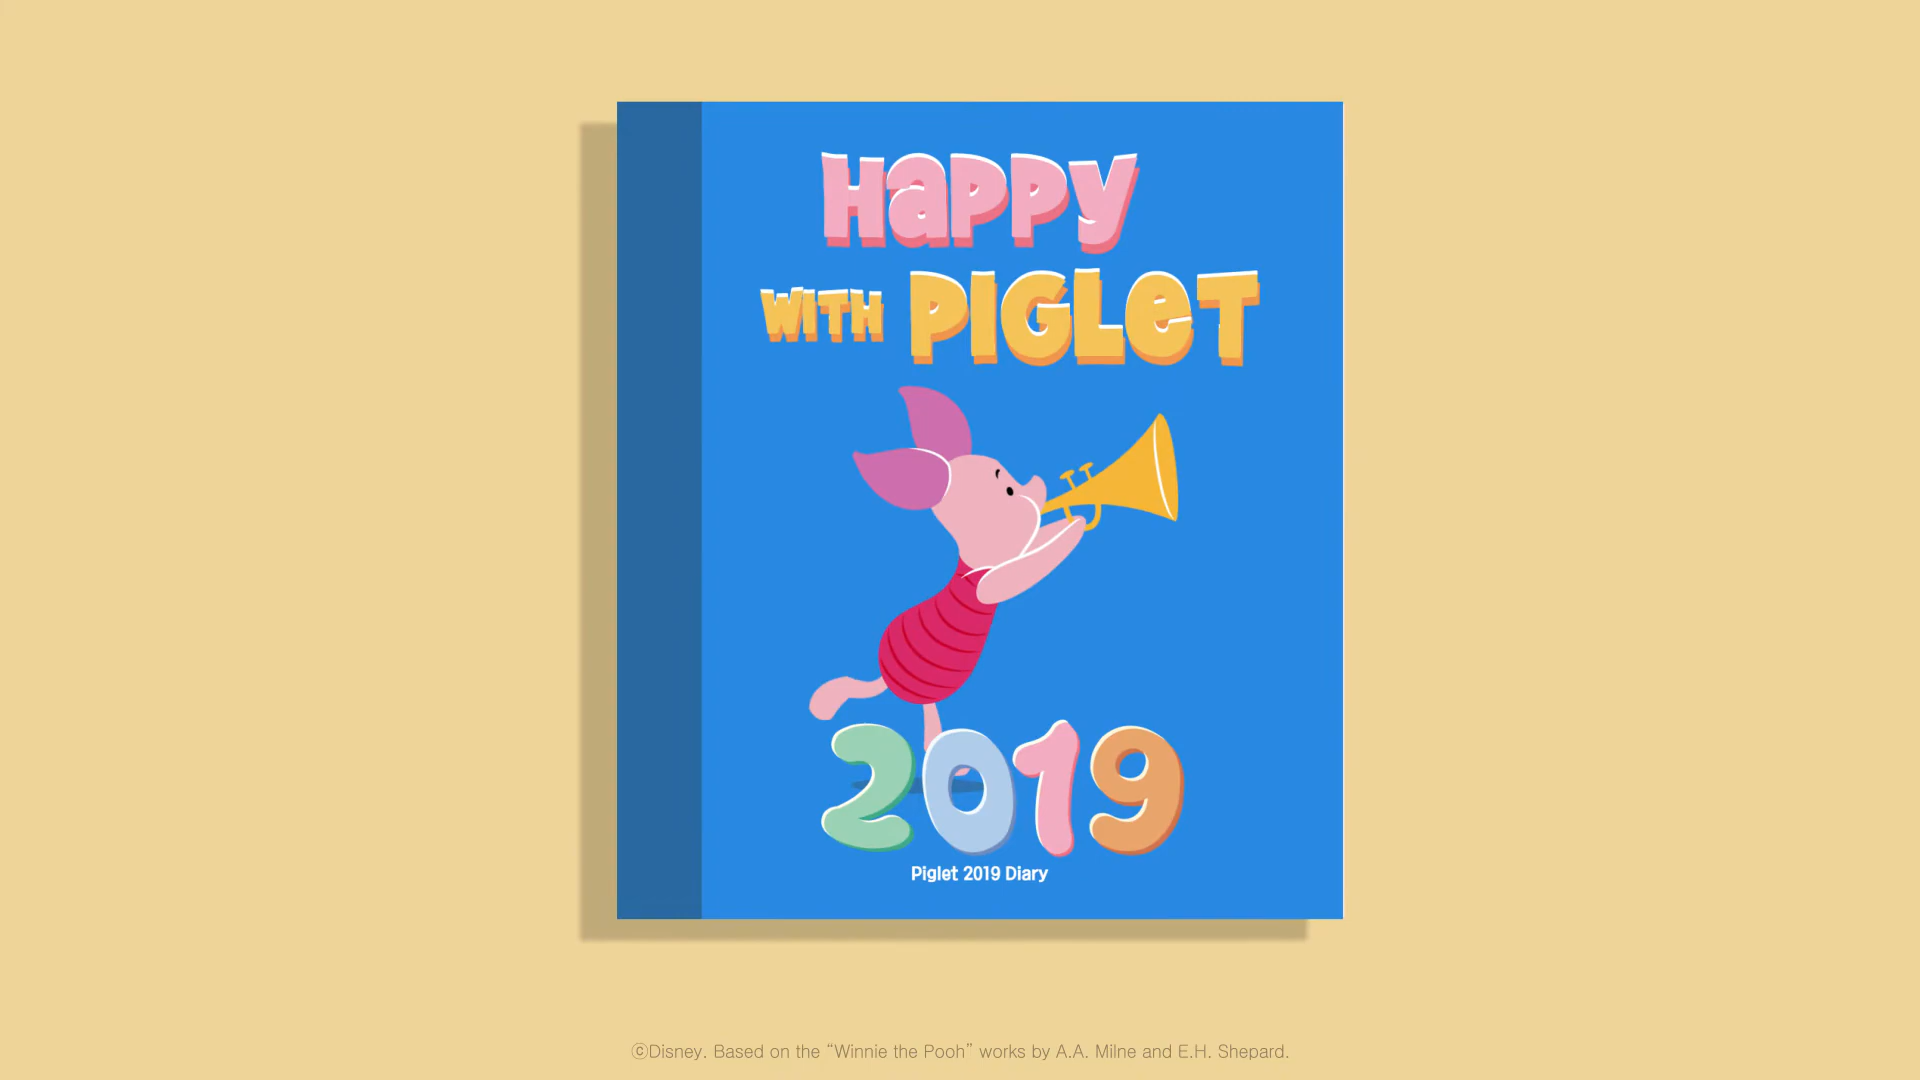 Happy
WITH PIGLeT
2019
Piglet 2019 Diary
ⓒDisney. Based on the “Winnie the Pooh” works by A.A. Milne and E.H. Shepard.